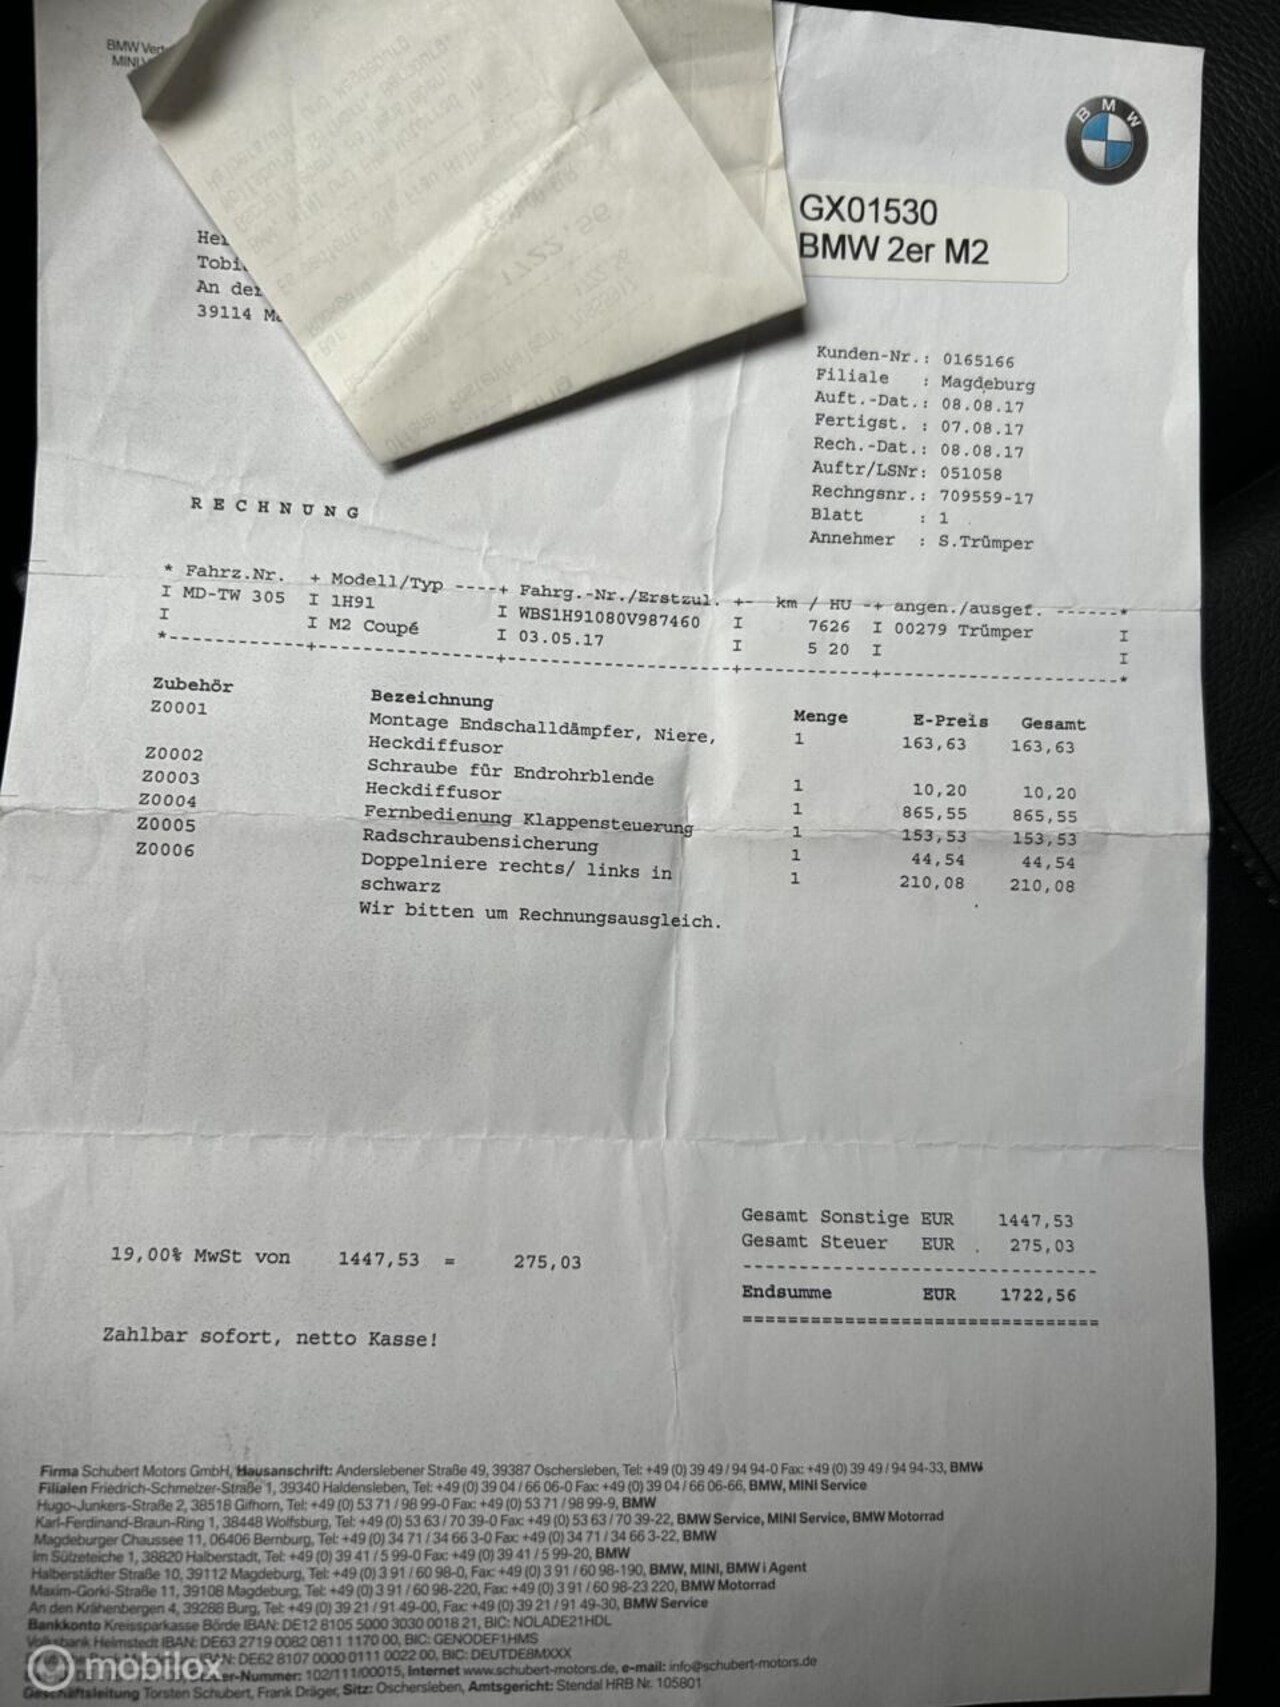 BMW
MINI
BMW
GX01530
BMW 2er M2
An der
39114
Kunden-Nr.: 0165166
Filiale : Magdeburg
Auft.-Dat.: 08.08.17
Fertigst. : 07.08.17
Rech.-Dat.: 08.08.17
Auftr/LSNr: 051058
Rechngsnr.: 709559-17
Blatt : 1
Annehmer : S.Trümper
R E C H N U N G
* Fahrz.Nr. + Modell/Typ ----+ Fahrg.-Nr./Erstzul. +- km / HU -+ angen./ausgef. ------*
I MD-TW 305 I 1H91 I WBS1H91080V987460 I 7626 I 00279 Trümper I
I I M2 Coupé I 03.05.17 I 5 20 I I
*------------+----------------+--------------------+------------+---------------------*
Zubehör Bezeichnung Menge E-Preis Gesamt
Z0001 Montage Endschalldämpfer, Niere, 1 163,63 163,63
Heckdiffusor
Z0002 Schraube für Endrohrblende 1 10,20 10,20
Z0003 Heckdiffusor 1 865,55 865,55
Z0004 Fernbedienung Klappensteuerung 1 153,53 153,53
Z0005 Radschraubensicherung 1 44,54 44,54
Z0006 Doppelniere rechts/ links in 1 210,08 210,08
schwarz
Wir bitten um Rechnungsausgleich.
Gesamt Sonstige EUR 1447,53
19,00% MwSt von 1447,53 = 275,03 Gesamt Steuer EUR 275,03
Endsumme EUR 1722,56
Zahlbar sofort, netto Kasse!
Firma Schubert Motors GmbH, Hausanschrift: Anderslebener Straße 49, 39387 Oschersleben, Tel: +49 (0) 39 49 / 94 94-0 Fax: +49 (0) 39 49 / 94 94-33, BMW
Filialen Friedrich-Schmelzer-Straße 1, 39340 Haldensleben, Tel: +49 (0) 39 04 / 66 06-0 Fax: +49 (0) 39 04 / 66 06-66, BMW, MINI Service
Hugo-Junkers-Straße 2, 38518 Gifhorn, Tel: +49 (0) 53 71 / 98 99-0 Fax: +49 (0) 53 71 / 98 99-9, BMW
Karl-Ferdinand-Braun-Ring 1, 38448 Wolfsburg, Tel: +49 (0) 53 63 / 70 39-0 Fax: +49 (0) 53 63 / 70 39-22, BMW Service, MINI Service, BMW Motorrad
Magdeburger Chaussee 11, 06406 Bernburg, Tel: +49 (0) 34 71 / 34 66 3-0 Fax: +49 (0) 34 71 / 34 66 3-22, BMW
Im Sülzeteiche 1, 38820 Halberstadt, Tel: +49 (0) 39 41 / 5 99-0 Fax: +49 (0) 39 41 / 5 99-20, BMW
Halberstädter Straße 10, 39112 Magdeburg, Tel: +49 (0) 3 91 / 60 98-0, Fax: +49 (0) 3 91 / 60 98-190, BMW, MINI, BMW i Agent
Maxim-Gorki-Straße 11, 39108 Magdeburg, Tel: +49 (0) 3 91 / 60 98-220, Fax: +49 (0) 3 91 / 60 98-23 220, BMW Motorrad
An den Krähenbergen 4, 39288 Burg, Tel: +49 (0) 39 21 / 91 49-00, Fax: +49 (0) 39 21 / 91 49-30, BMW Service
Bankkonto Kreissparkasse Börde IBAN: DE12 8105 5000 3030 0018 21, BIC: NOLADE21HDL
Volksbank Helmstedt IBAN: DE63 2719 0082 0811 1170 00, BIC: GENODEF1HMS
DE62 8107 0000 0111 0022 00, BIC: DEUTDE8MXXX
mobilox
er-Nummer: 102/111/00015, Internet www.schubert-motors.de, e-mail: info@schubert-motors.de
Geschäftsleitung Torsten Schubert, Frank Dräger, Sitz: Oschersleben, Amtsgericht: Stendal HRB Nr. 105801